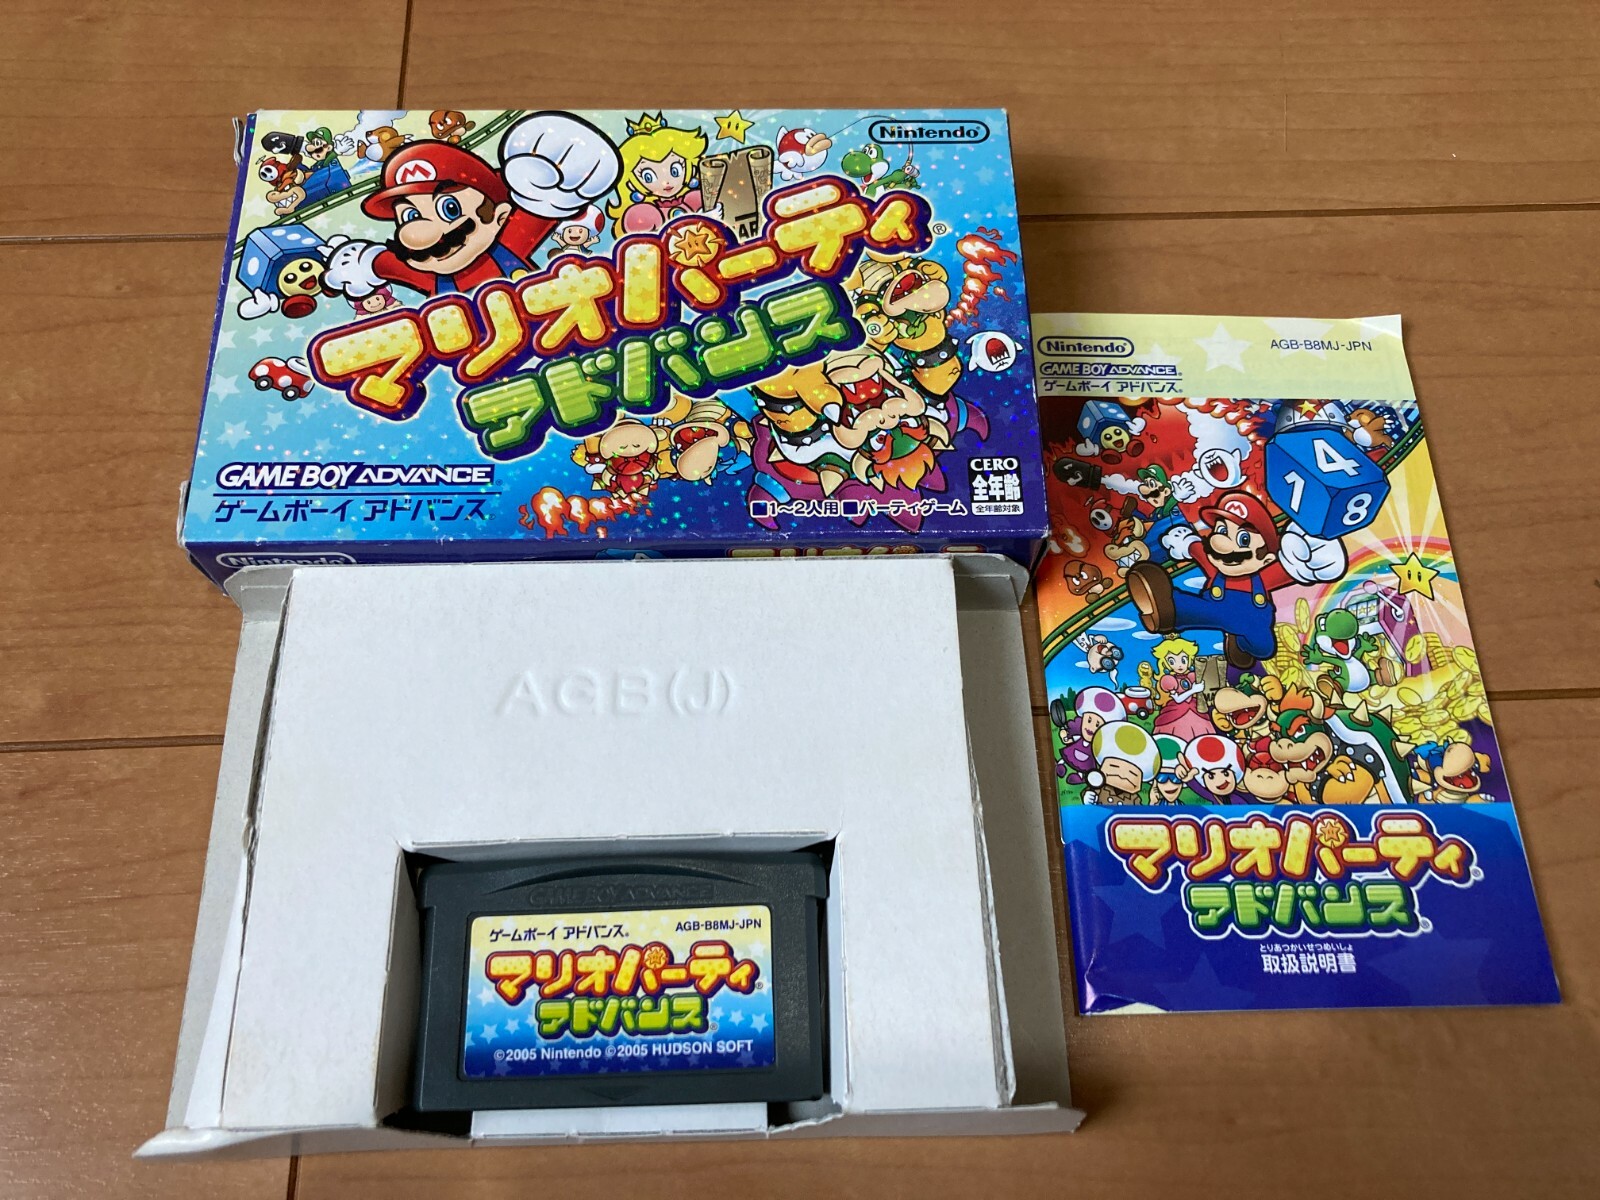 Nintendo
マリオパーティ®
アドバンス®
GAME BOY ADVANCE
ゲームボーイ アドバンス
■1～2人用 ■パーティゲーム
CERO
全年齢
全年齢対象
Nintendo
AGB(J)
GAME BOY ADVANCE
ゲームボーイ アドバンス®
AGB-B8MJ-JPN
マリオパーティ®
アドバンス®
©2005 Nintendo ©2005 HUDSON SOFT
Nintendo
AGB-B8MJ-JPN
GAME BOY ADVANCE
ゲームボーイ アドバンス
4
1
8
マリオパーティ®
アドバンス®
とりあつかいせつめいしょ
取扱説明書